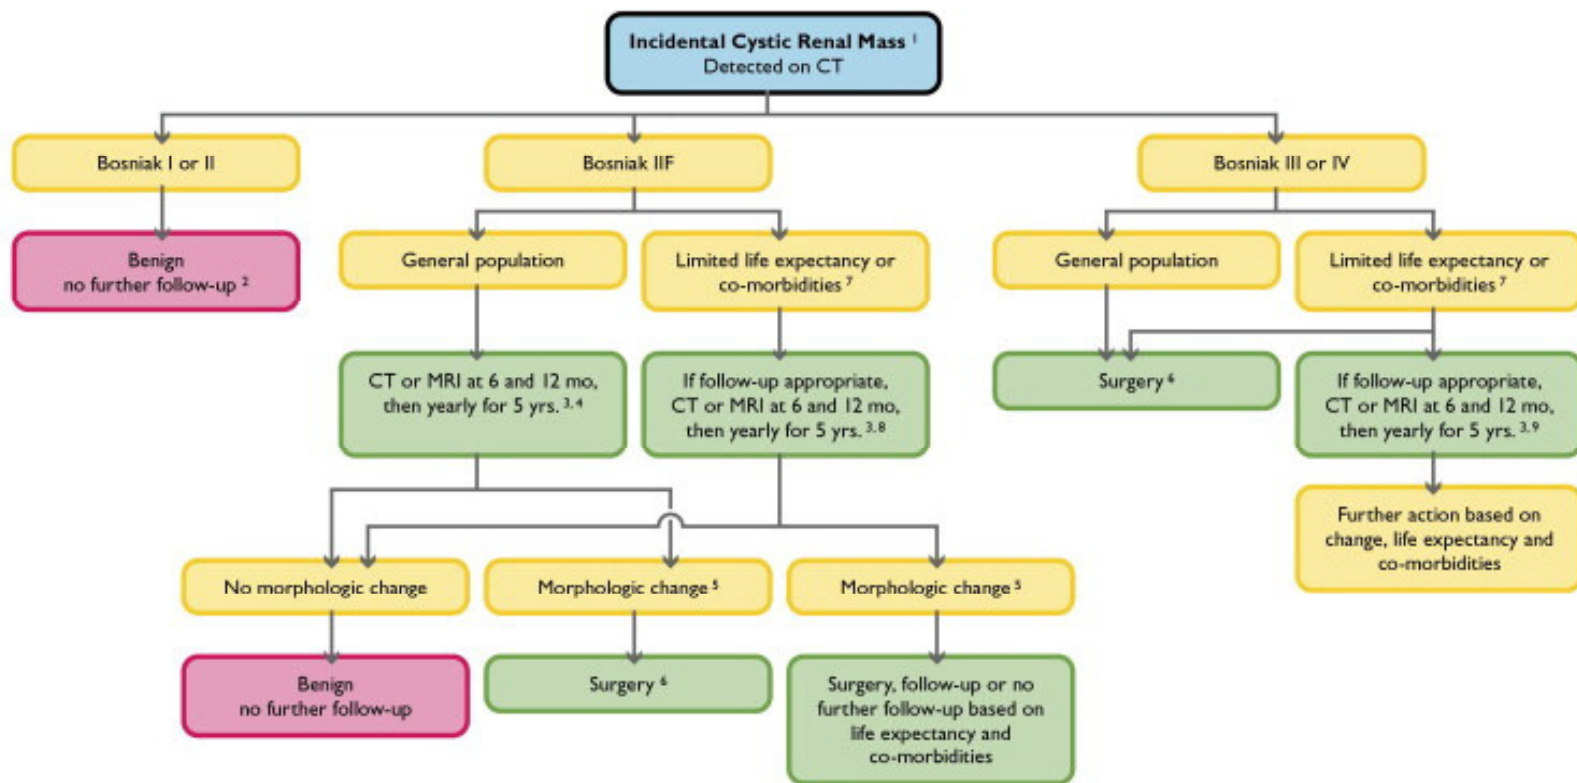 Incidental Cystic Renal Mass 1
Detected on CT
Bosniak I or II
Bosniak IIF
Bosniak III or IV
Benign
no further follow-up 2
General population
Limited life expectancy or
co-morbidities 7
General population
Limited life expectancy or
co-morbidities 7
CT or MRI at 6 and 12 mo,
then yearly for 5 yrs. 3, 4
If follow-up appropriate,
CT or MRI at 6 and 12 mo,
then yearly for 5 yrs. 3, 8
Surgery 6
If follow-up appropriate,
CT or MRI at 6 and 12 mo,
then yearly for 5 yrs. 3, 9
Further action based on
change, life expectancy and
co-morbidities
No morphologic change
Morphologic change 5
Morphologic change 5
Benign
no further follow-up
Surgery 6
Surgery, follow-up or no
further follow-up based on
life expectancy and
co-morbidities